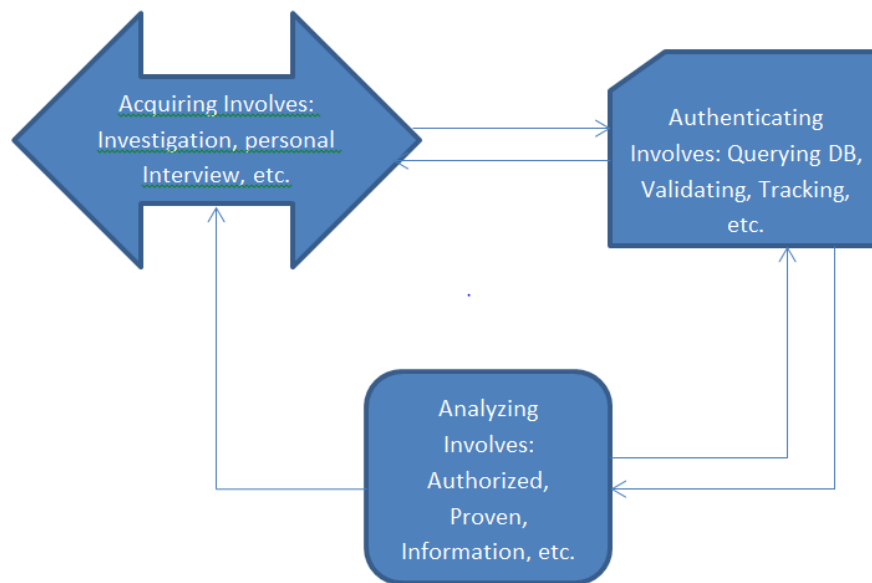 Acquiring Involves:
Investigation, personal
Interview, etc.
Authenticating
Involves: Querying DB,
Validating, Tracking,
etc.
Analyzing
Involves:
Authorized,
Proven,
Information, etc.